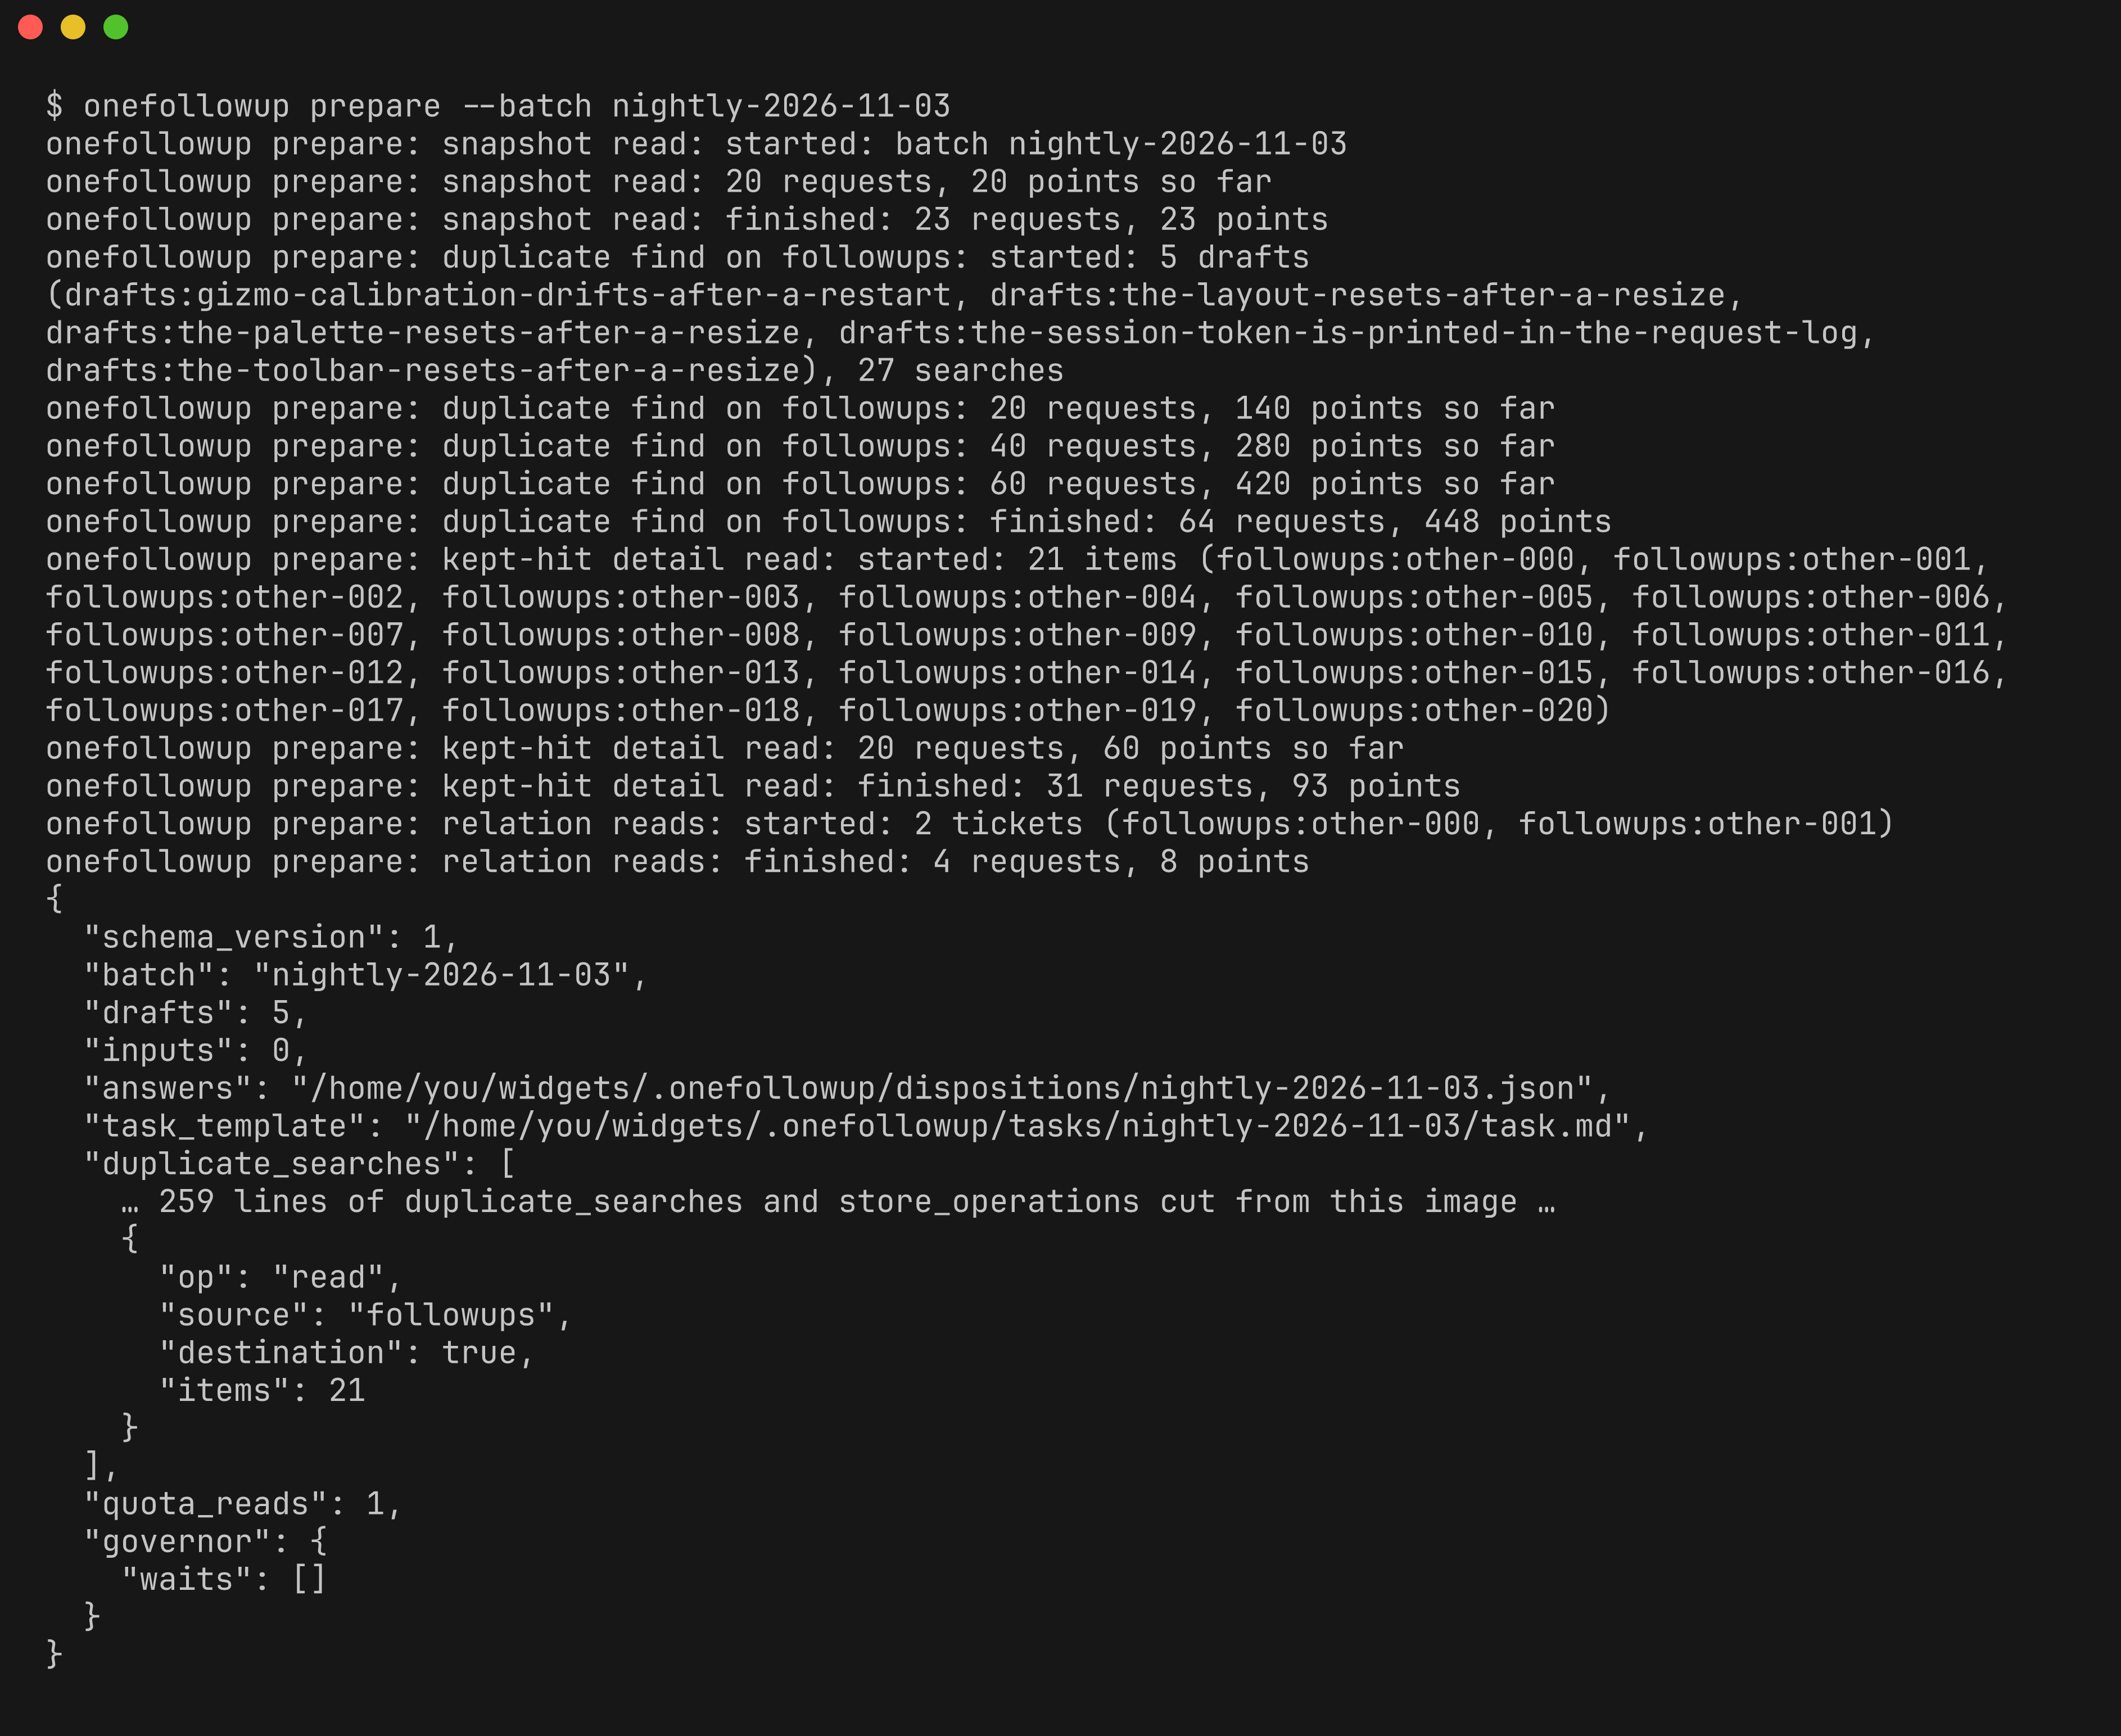 $ onefollowup prepare --batch nightly-2026-11-03
onefollowup prepare: snapshot read: started: batch nightly-2026-11-03
onefollowup prepare: snapshot read: 20 requests, 20 points so far
onefollowup prepare: snapshot read: finished: 23 requests, 23 points
onefollowup prepare: duplicate find on followups: started: 5 drafts
(drafts:gizmo-calibration-drifts-after-a-restart, drafts:the-layout-resets-after-a-resize,
drafts:the-palette-resets-after-a-resize, drafts:the-session-token-is-printed-in-the-request-log,
drafts:the-toolbar-resets-after-a-resize), 27 searches
onefollowup prepare: duplicate find on followups: 20 requests, 140 points so far
onefollowup prepare: duplicate find on followups: 40 requests, 280 points so far
onefollowup prepare: duplicate find on followups: 60 requests, 420 points so far
onefollowup prepare: duplicate find on followups: finished: 64 requests, 448 points
onefollowup prepare: kept-hit detail read: started: 21 items (followups:other-000, followups:other-001,
followups:other-002, followups:other-003, followups:other-004, followups:other-005, followups:other-006,
followups:other-007, followups:other-008, followups:other-009, followups:other-010, followups:other-011,
followups:other-012, followups:other-013, followups:other-014, followups:other-015, followups:other-016,
followups:other-017, followups:other-018, followups:other-019, followups:other-020)
onefollowup prepare: kept-hit detail read: 20 requests, 60 points so far
onefollowup prepare: kept-hit detail read: finished: 31 requests, 93 points
onefollowup prepare: relation reads: started: 2 tickets (followups:other-000, followups:other-001)
onefollowup prepare: relation reads: finished: 4 requests, 8 points
{
  "schema_version": 1,
  "batch": "nightly-2026-11-03",
  "drafts": 5,
  "inputs": 0,
  "answers": "/home/you/widgets/.onefollowup/dispositions/nightly-2026-11-03.json",
  "task_template": "/home/you/widgets/.onefollowup/tasks/nightly-2026-11-03/task.md",
  "duplicate_searches": [
    … 259 lines of duplicate_searches and store_operations cut from this image …
    {
      "op": "read",
      "source": "followups",
      "destination": true,
      "items": 21
    }
  ],
  "quota_reads": 1,
  "governor": {
    "waits": []
  }
}